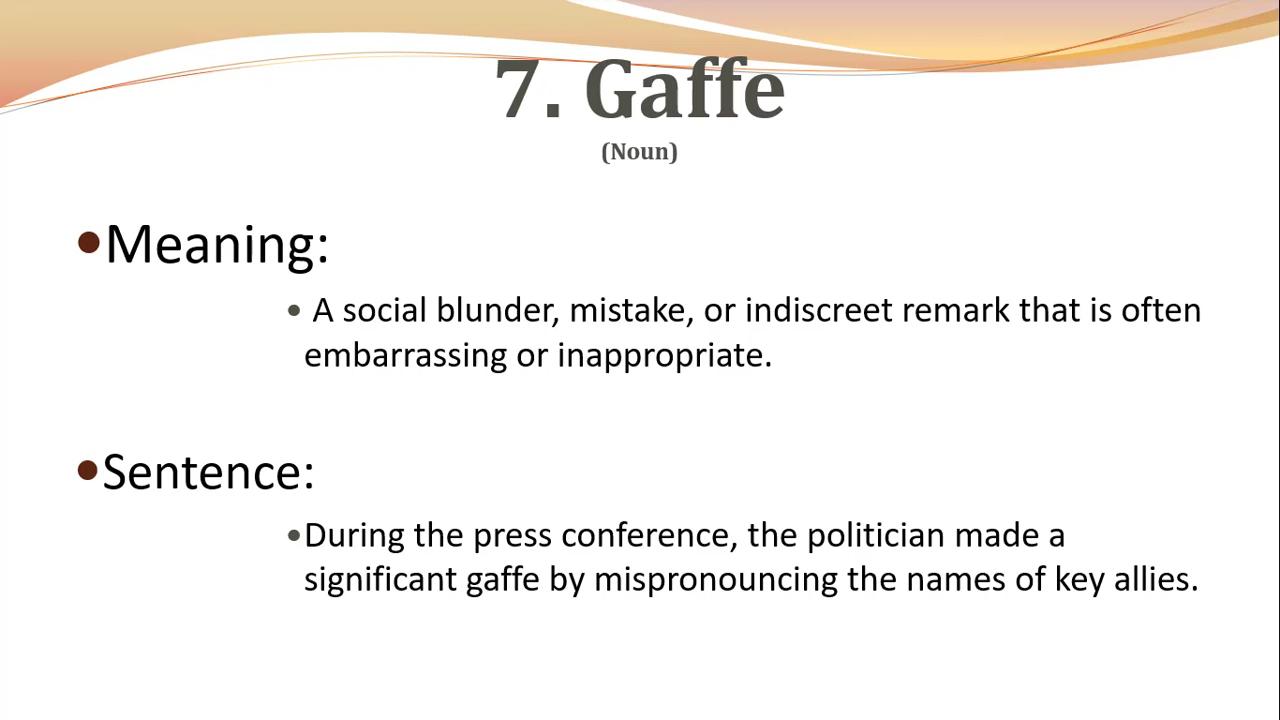 7. Gaffe
(Noun)
•Meaning:
• A social blunder, mistake, or indiscreet remark that is often
embarrassing or inappropriate.
•Sentence:
•During the press conference, the politician made a
significant gaffe by mispronouncing the names of key allies.